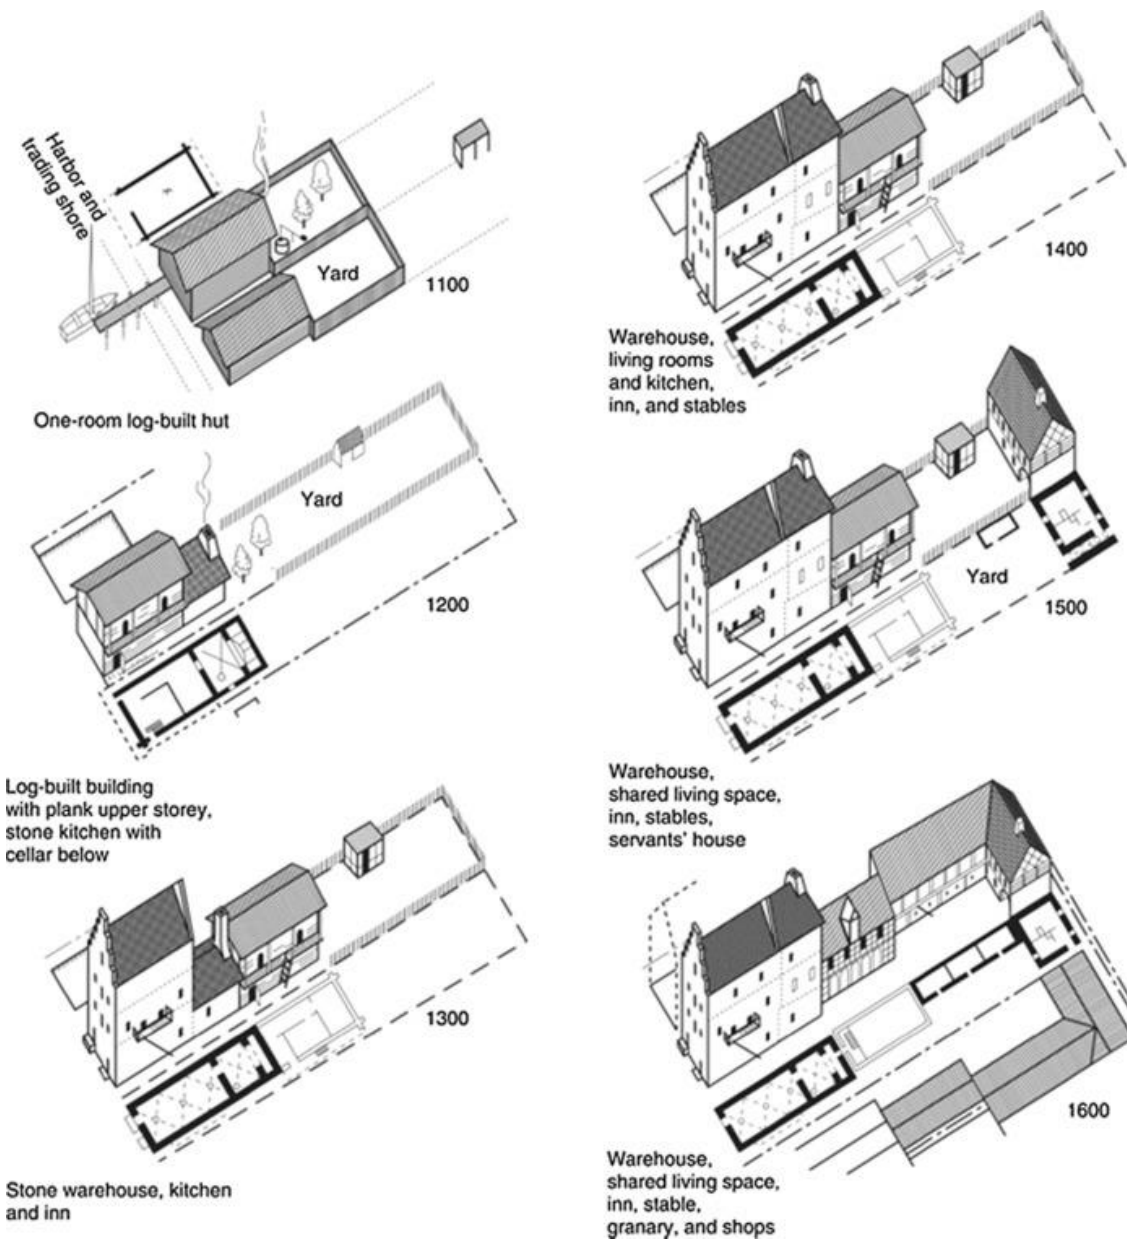 Harbor and
trading shore
Yard
1100
One-room log-built hut
Yard
1200
Log-built building
with plank upper storey,
stone kitchen with
cellar below
1300
Stone warehouse, kitchen
and inn
1400
Warehouse,
living rooms
and kitchen,
inn, and stables
Yard
1500
Warehouse,
shared living space,
inn, stables,
servants' house
1600
Warehouse,
shared living space,
inn, stable,
granary, and shops